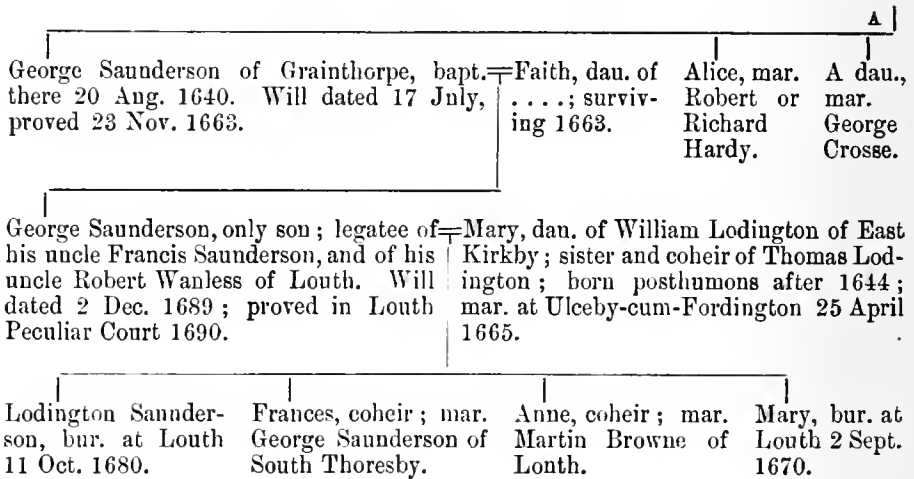 A
George Saunderson of Grainthorpe, bapt.
there 20 Aug. 1640. Will dated 17 July,
proved 23 Nov. 1663.
Faith, dau. of
. . . .; surviv-
ing 1663.
Alice, mar.
Robert or
Richard
Hardy.
A dau.,
mar.
George
Crosse.
George Saunderson, only son; legatee of
his uncle Francis Saunderson, and of his
uncle Robert Wanless of Louth. Will
dated 2 Dec. 1689; proved in Louth
Peculiar Court 1690.
Mary, dau. of William Lodington of East
Kirkby; sister and coheir of Thomas Lod-
ington; born posthumous after 1644;
mar. at Ulceby-cum-Fordington 25 April
1665.
Lodington Saunder-
son, bur. at Louth
11 Oct. 1680.
Frances, coheir; mar.
George Saunderson of
South Thoresby.
Anne, coheir; mar.
Martin Browne of
Louth.
Mary, bur. at
Louth 2 Sept.
1670.